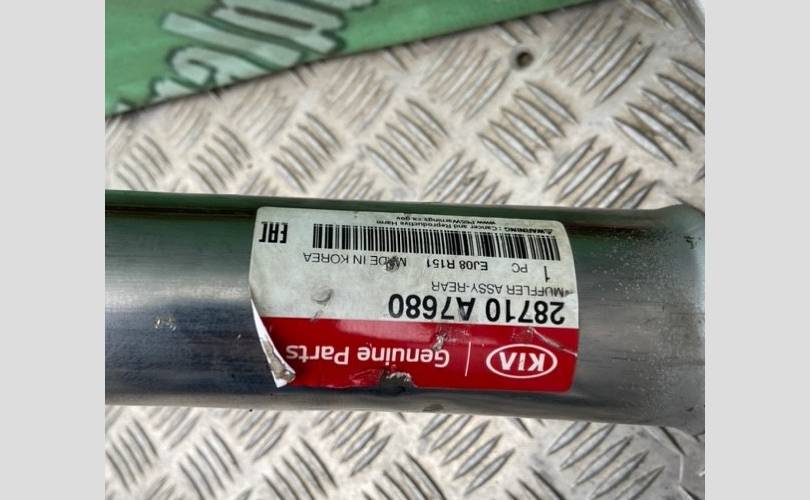 KIA | Genuine Parts
28710 A7680
MUFFLER ASSY-REAR
1 PC EJ08 R151 MADE IN KOREA
EAC
⚠WARNING : Cancer and Reproductive Harm
www.P65Warnings.ca.gov